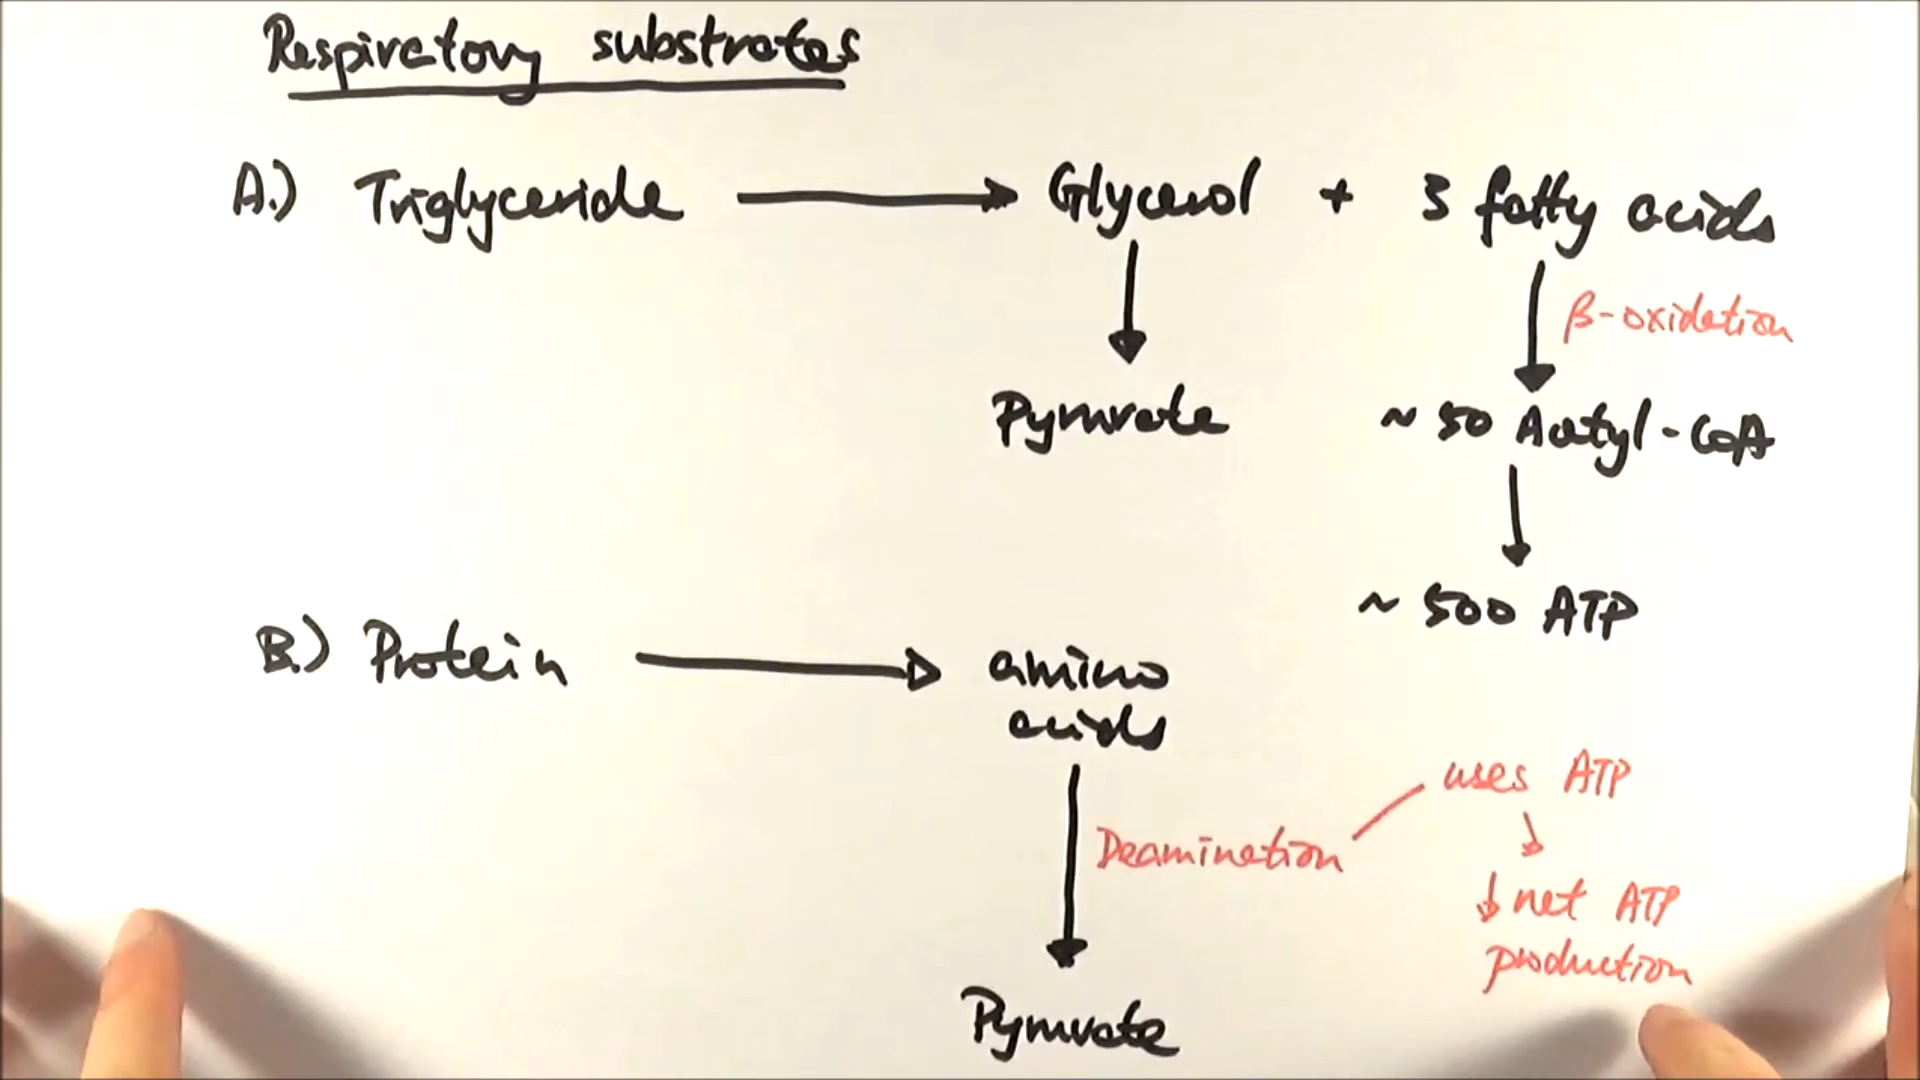 Respiratory substrates
A.) Triglyceride → Glycerol + 3 fatty acids
β-oxidation
Pyruvate
~ 50 Acetyl-CoA
~ 500 ATP
B.) Protein → amino
acids
uses ATP
Deamination
↓ net ATP
production
Pyruvate